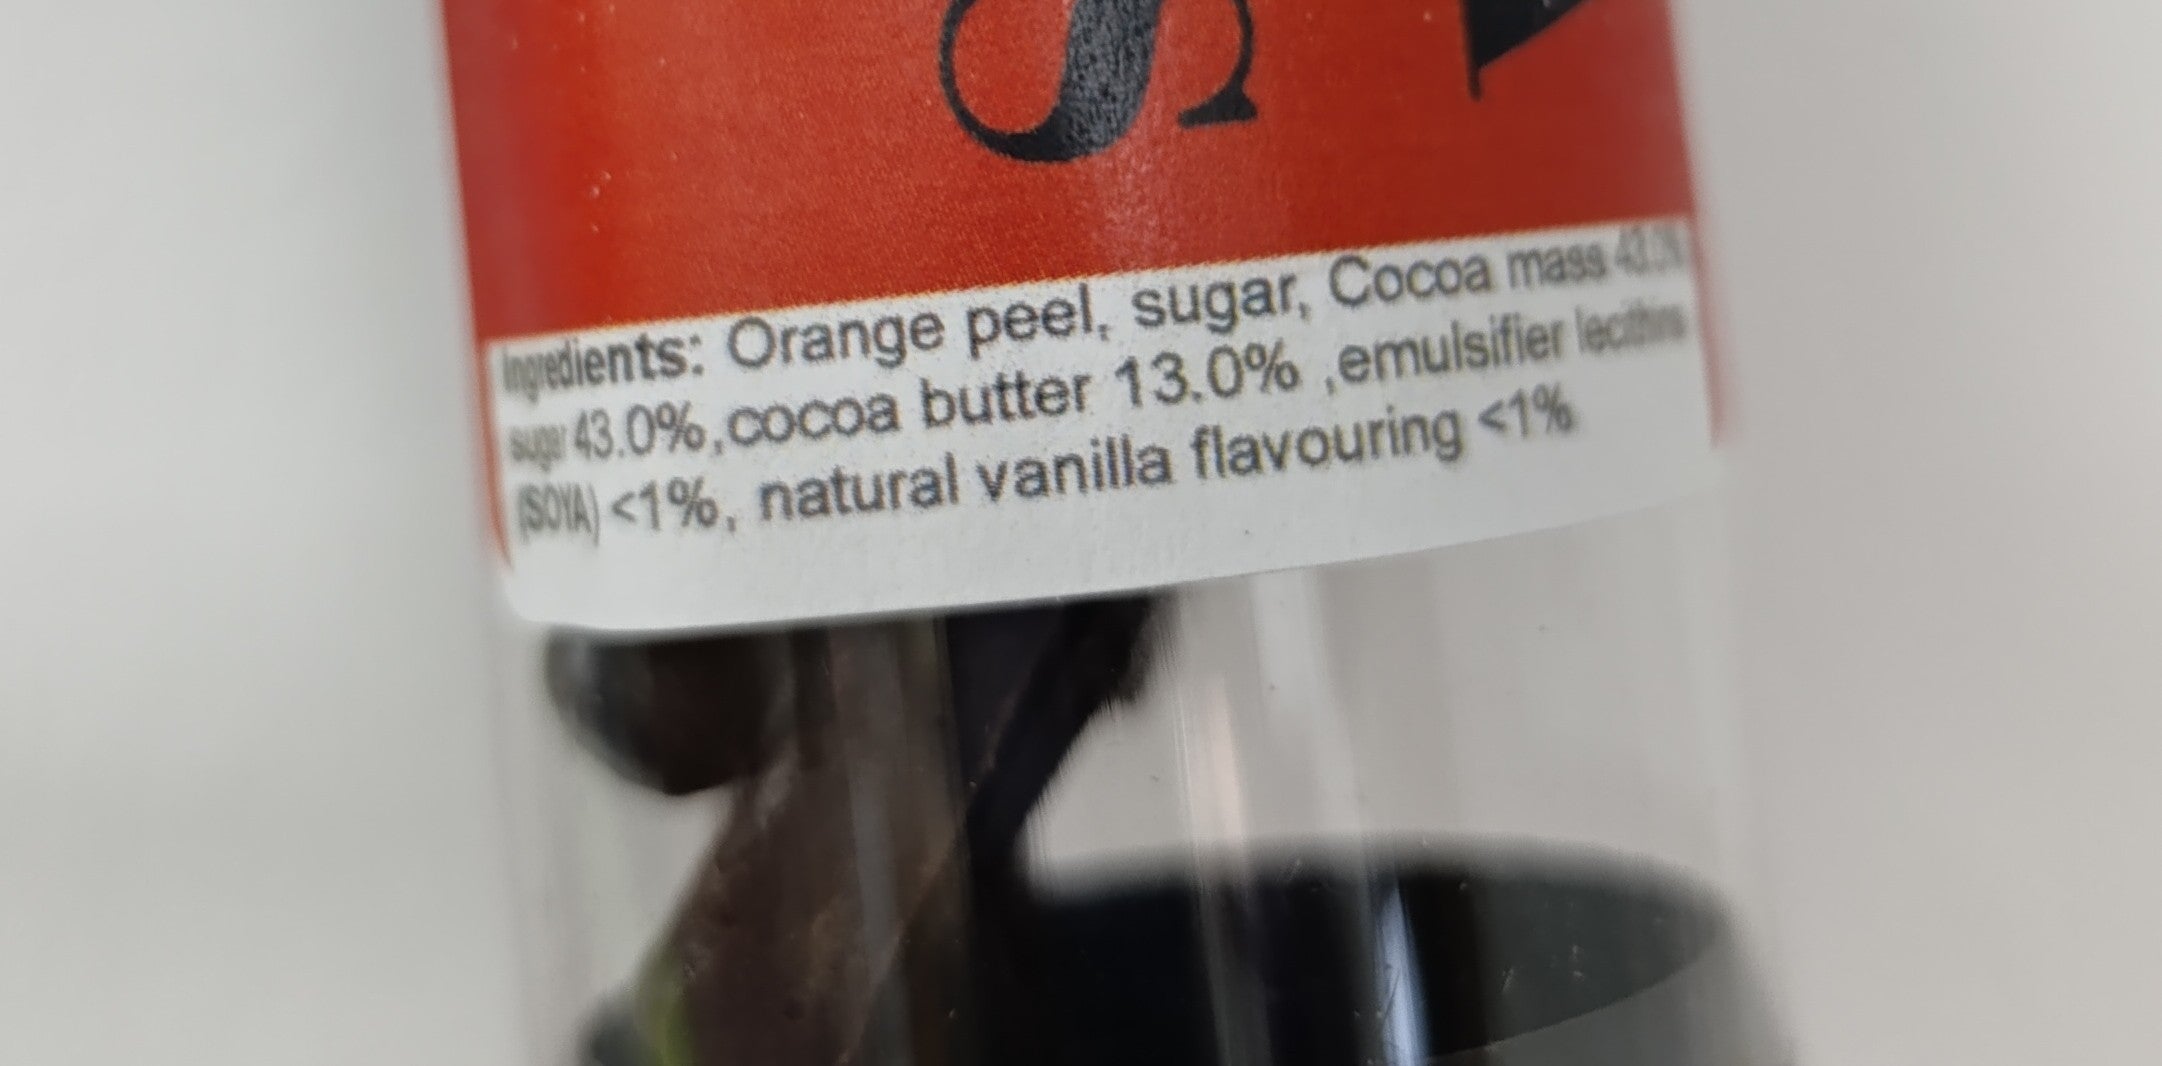 S
Ingredients: Orange peel, sugar, Cocoa mass
sugar 43.0%,cocoa butter 13.0% ,emulsifier lecithins
(SOYA) <1%, natural vanilla flavouring <1%